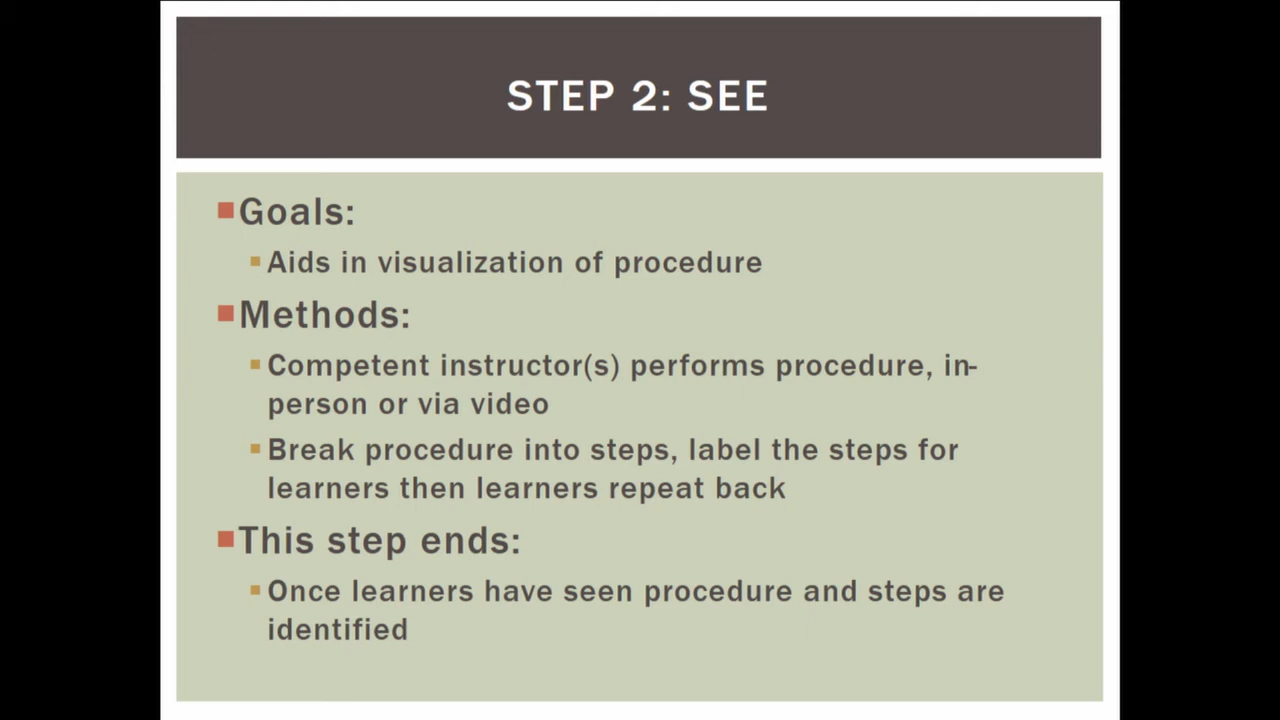 STEP 2: SEE
Goals:
Aids in visualization of procedure
Methods:
Competent instructor(s) performs procedure, in-
person or via video
Break procedure into steps, label the steps for
learners then learners repeat back
This step ends:
Once learners have seen procedure and steps are
identified